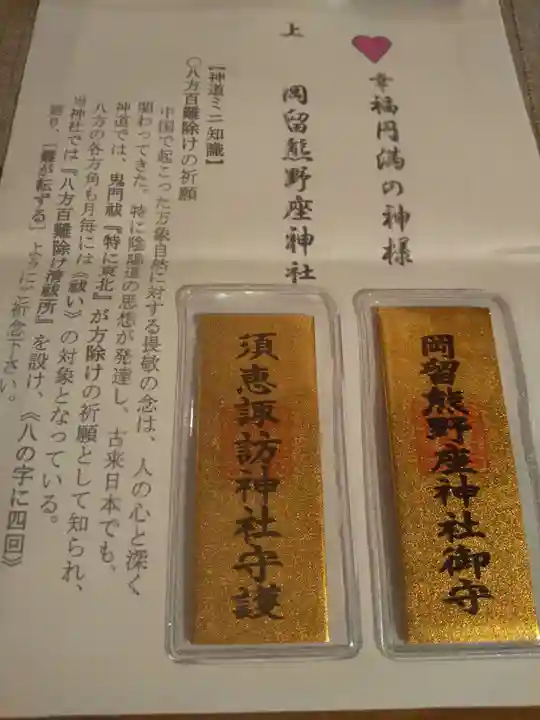 幸福円満の神様
上 岡留熊野座神社
【神道ミニ知識】
○八方百難除けの祈願
中国で起こった万象自然に対する畏敬の念は、人の心と深く
関わってきた。特に陰陽道の思想が発達し、古来日本でも、
神道では、鬼門祓『特に東北』が方除けの祈願として知られ、
八方の各方角も月毎には《祓い》の対象となっている。
当神社では『八方百難除け清祓所』を設け、《八の字に四回》
廻り、【難が転ずる】ようにご祈念下さい。
岡留熊野座神社御守
須恵諏訪神社守護